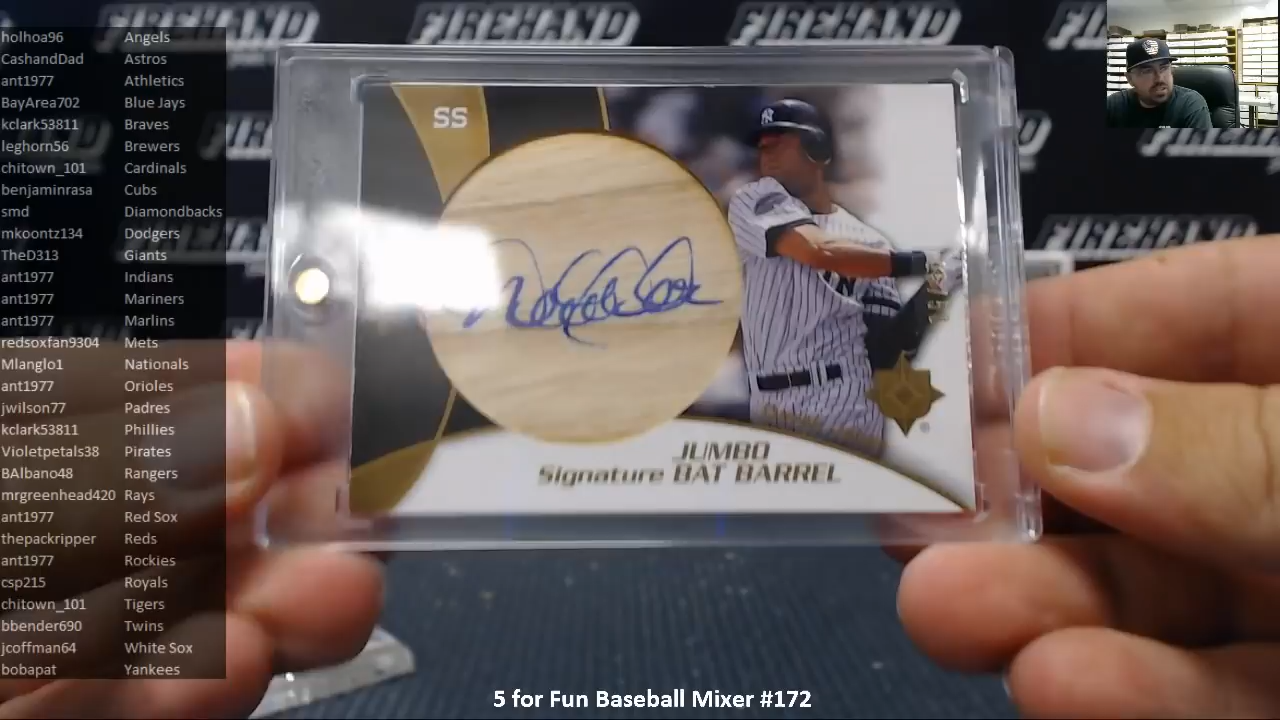 holhoa96 Angels
CashandDad Astros
ant1977 Athletics
BayArea702 Blue Jays
kclark53811 Braves
leghorn56 Brewers
chitown_101 Cardinals
benjaminrasa Cubs
smd Diamondbacks
mkoontz134 Dodgers
TheD313 Giants
ant1977 Indians
ant1977 Mariners
ant1977 Marlins
redsoxfan9304 Mets
Mlanglo1 Nationals
ant1977 Orioles
jwilson77 Padres
kclark53811 Phillies
Violetpetals38 Pirates
BAlbano48 Rangers
mrgreenhead420 Rays
ant1977 Red Sox
thepackripper Reds
ant1977 Rockies
csp215 Royals
chitown_101 Tigers
bbender690 Twins
jcoffman64 White Sox
bobapat Yankees
FIREHAND
FIREHAND
FIREHAND
SS
NY
JUMBO
Signature BAT BARREL
5 for Fun Baseball Mixer #172